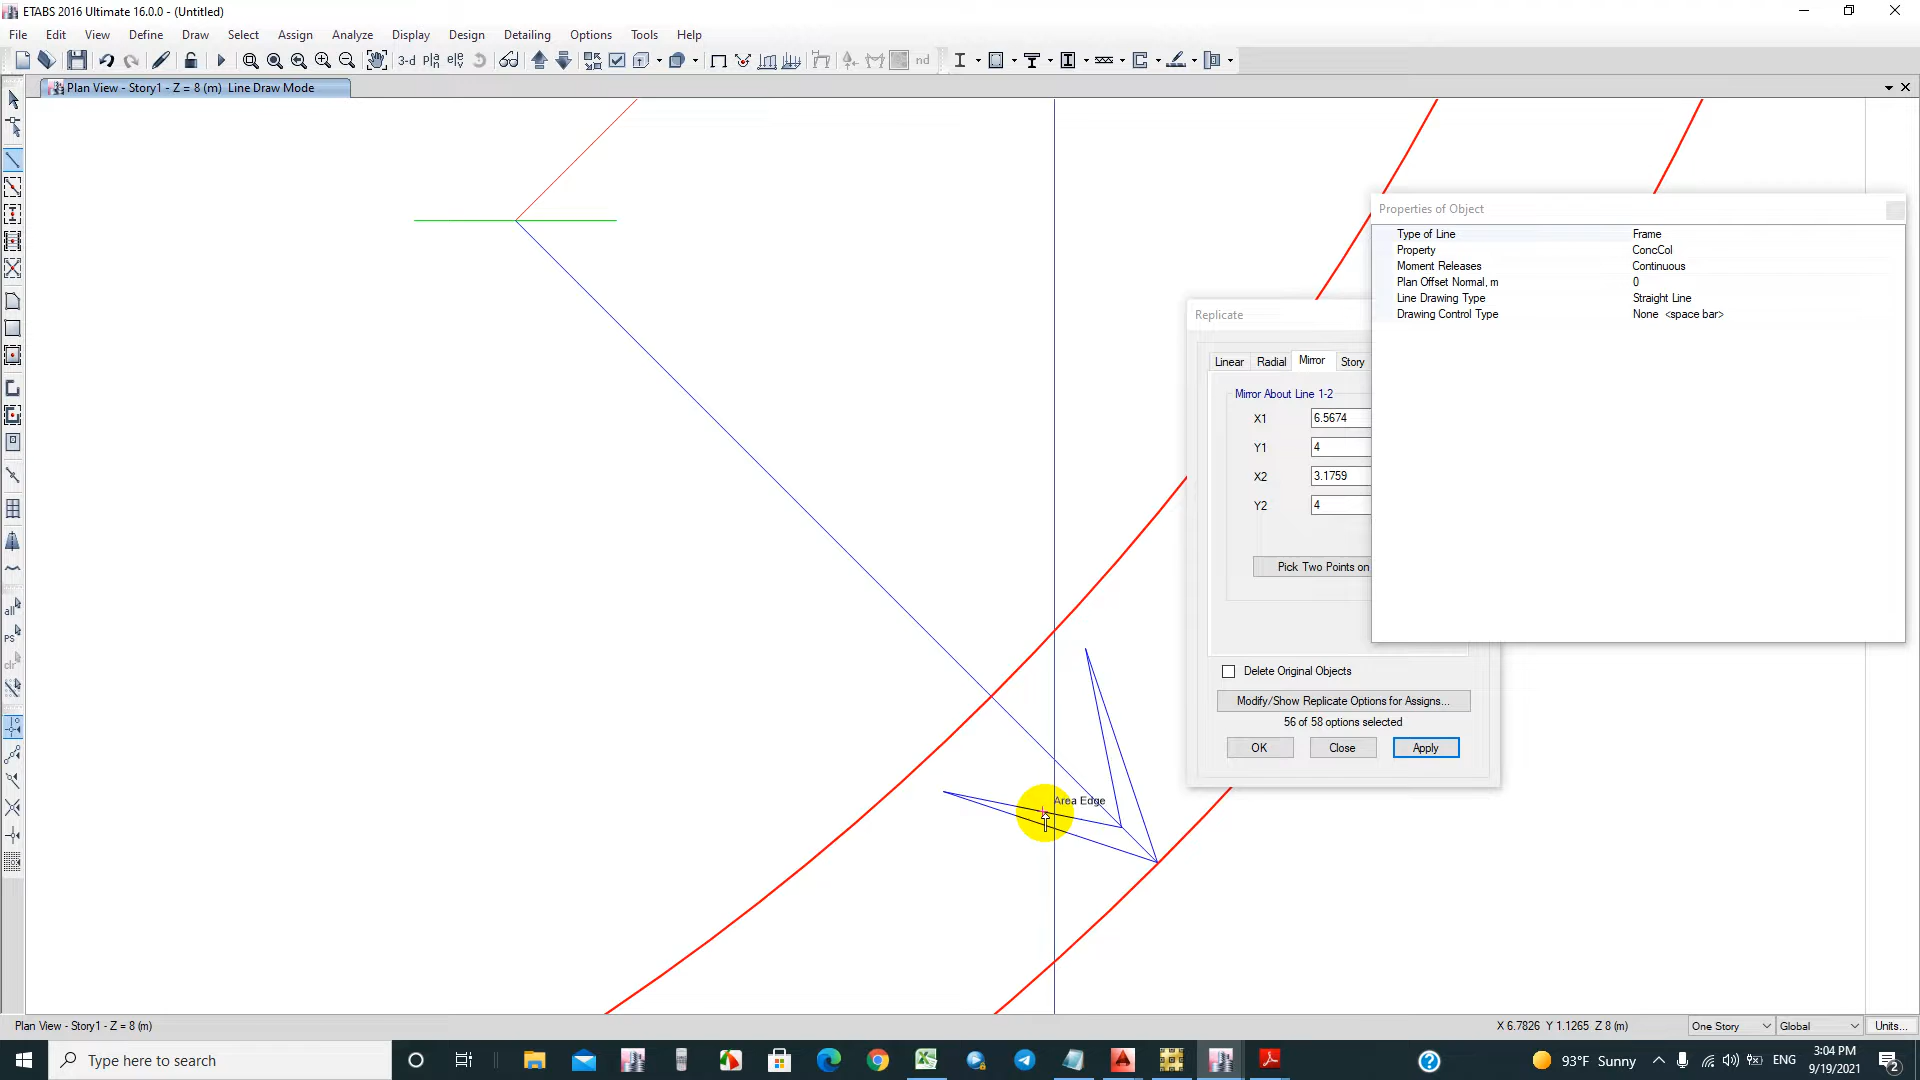 ETABS 2016 Ultimate 16.0.0 - (Untitled)
File Edit View Define Draw Select Assign Analyze Display Design Detailing Options Tools Help
3-d
nd
Plan View - Story1 - Z = 8 (m) Line Draw Mode
Properties of Object
Type of Line Frame
Property ConcCol
Moment Releases Continuous
Plan Offset Normal, m 0
Line Drawing Type Straight Line
Drawing Control Type None <space bar>
Replicate
Linear Radial Mirror Story
Mirror About Line 1-2
X1 6.5674
Y1 4
X2 3.1759
Y2 4
Pick Two Points on
Delete Original Objects
Modify/Show Replicate Options for Assigns...
56 of 58 options selected
OK Close Apply
Area Edge
all
PS
clr
Plan View - Story1 - Z = 8 (m)
X 6.7826 Y 1.1265 Z 8 (m)
One Story Global Units...
Type here to search
93°F Sunny
ENG
3:04 PM
9/19/2021
2